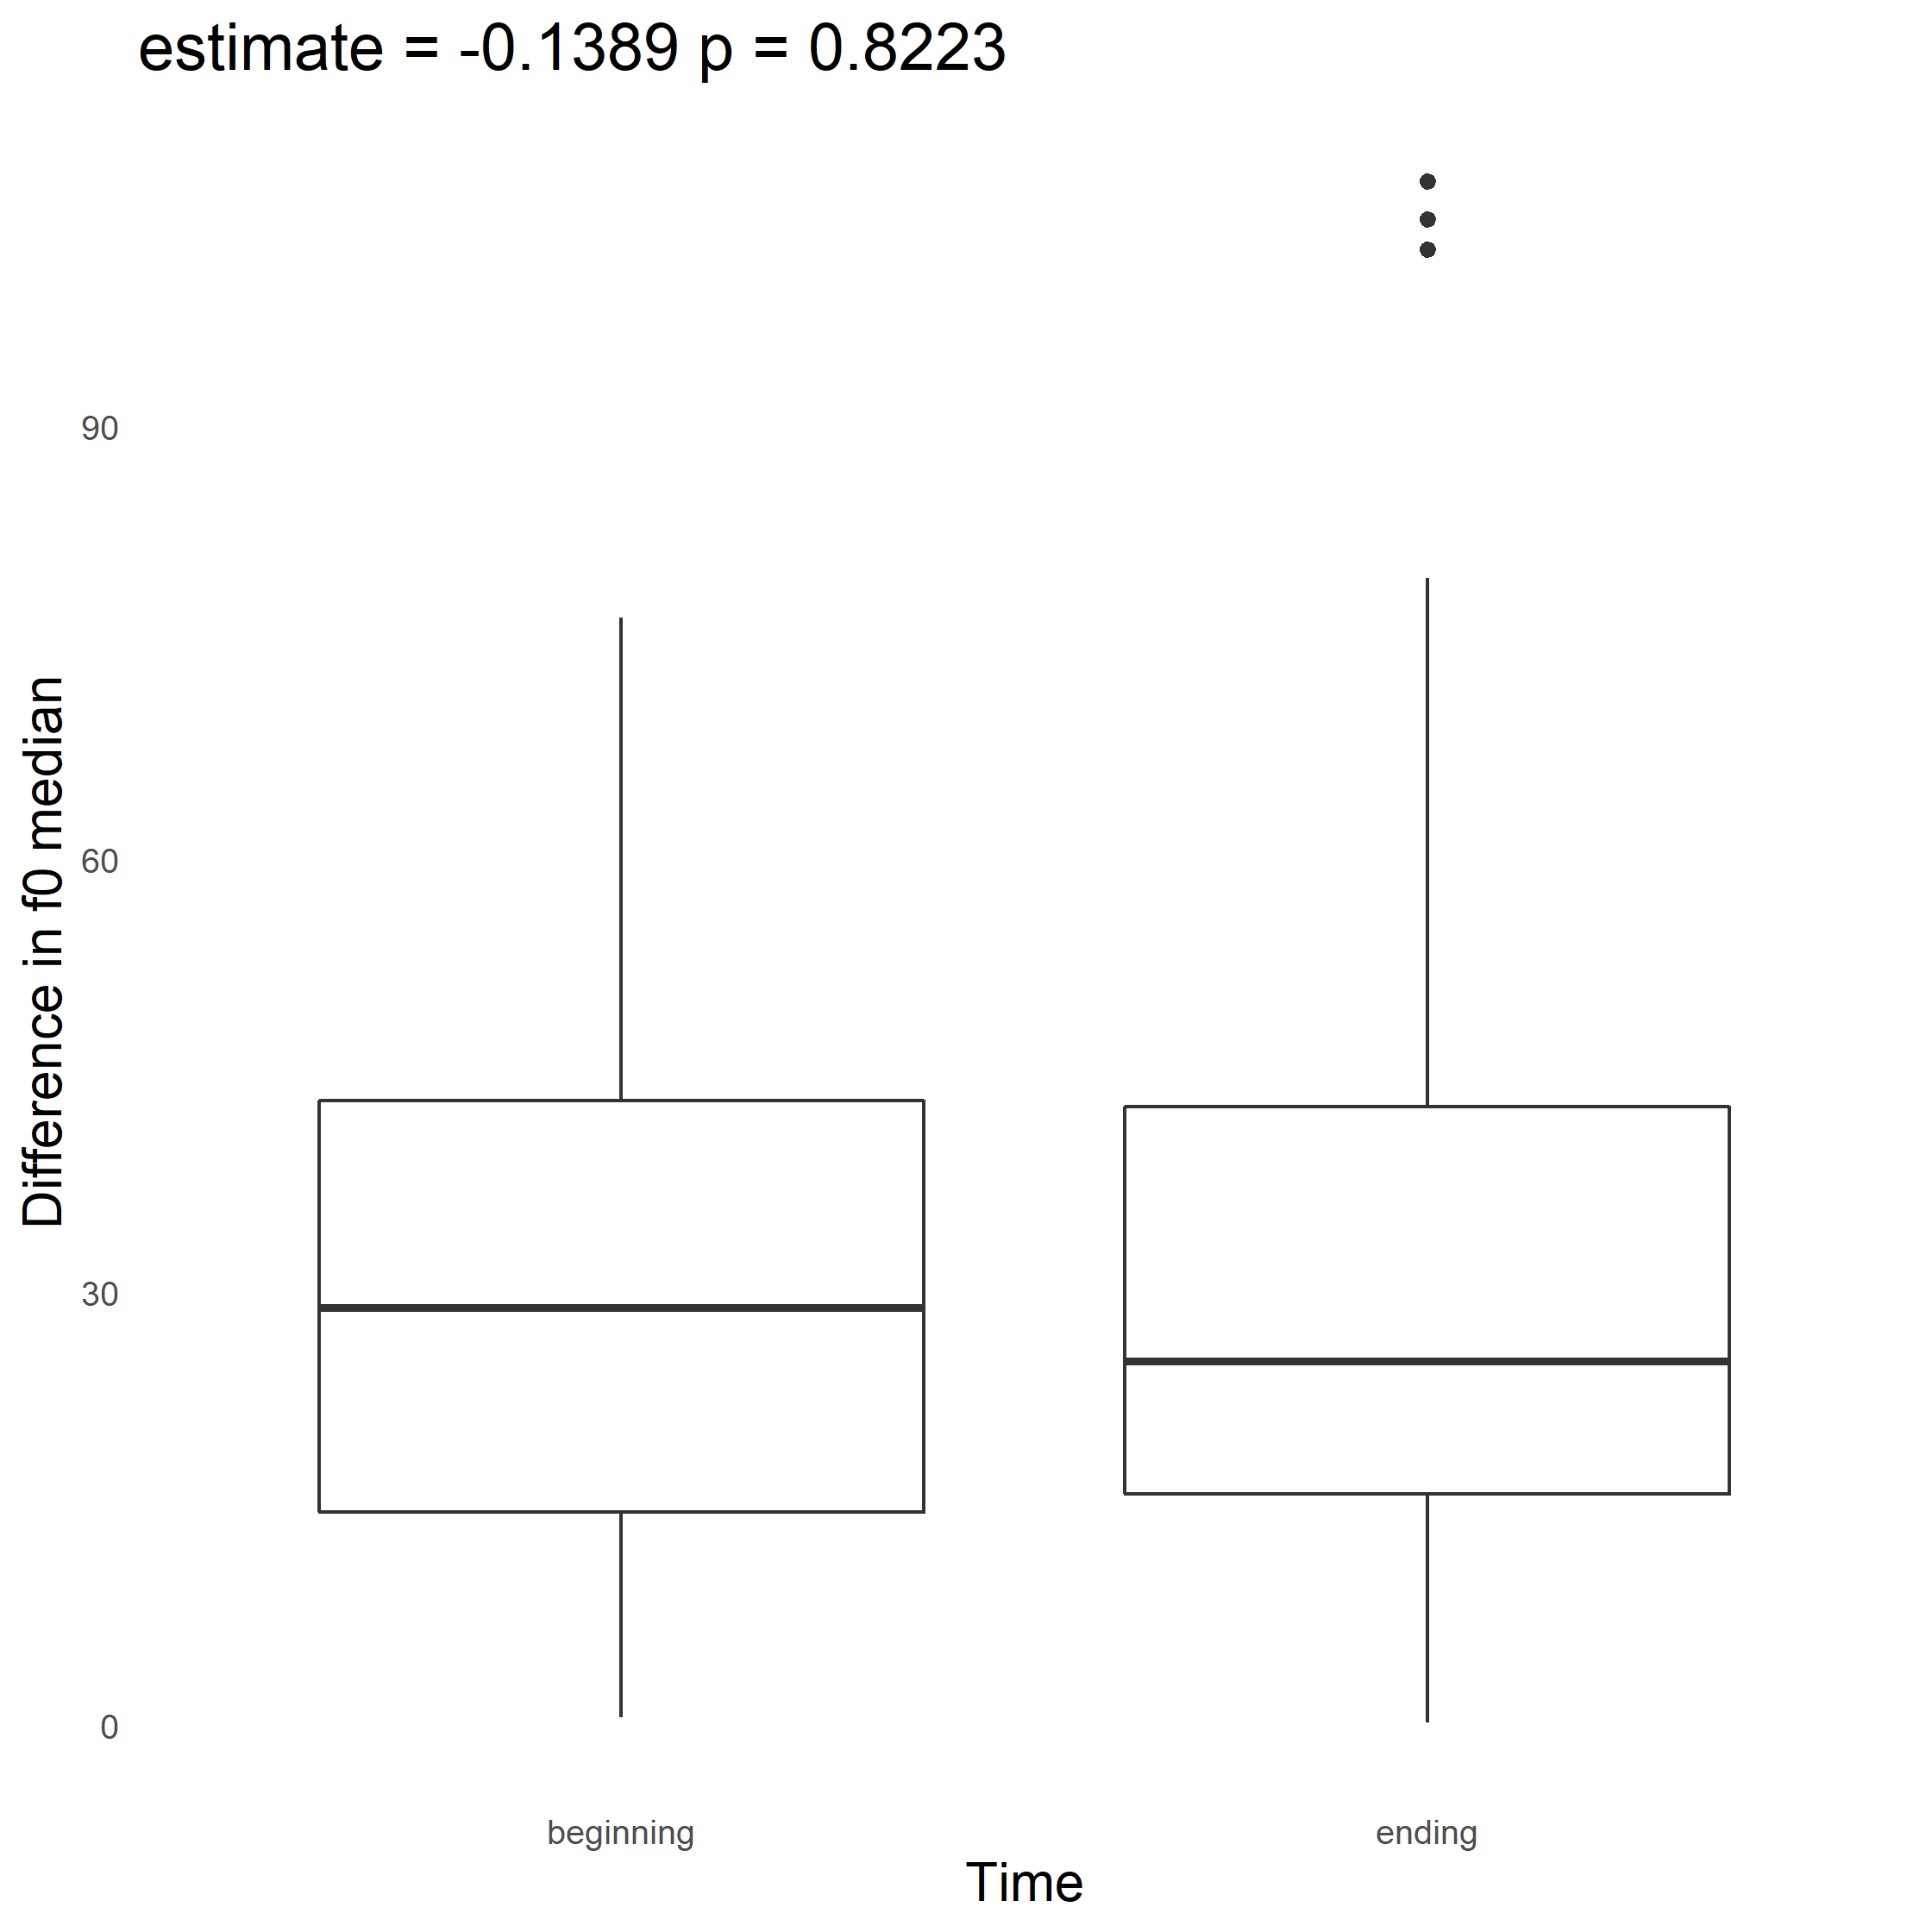 estimate = -0.1389 p = 0.8223
Difference in f0 median
90
60
30
0
beginning
ending
Time